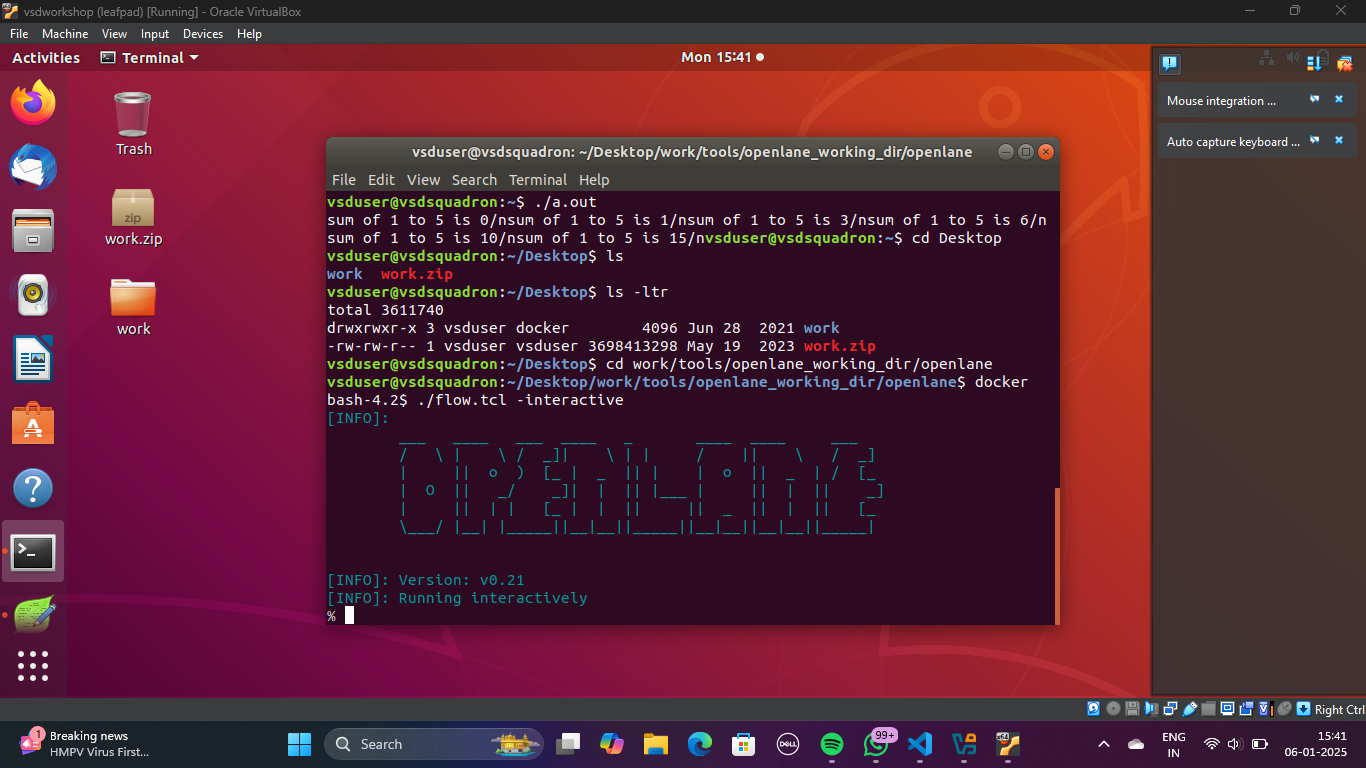 vsdworkshop (leafpad) [Running] - Oracle VirtualBox
File Machine View Input Devices Help
Activities Terminal Mon 15:41
Mouse integration ...
Auto capture keyboard ...
Trash
zip
work.zip
work
vsduser@vsdsquadron: ~/Desktop/work/tools/openlane_working_dir/openlane
File Edit View Search Terminal Help
vsduser@vsdsquadron:~$ ./a.out
sum of 1 to 5 is 0/nsum of 1 to 5 is 1/nsum of 1 to 5 is 3/nsum of 1 to 5 is 6/n
sum of 1 to 5 is 10/nsum of 1 to 5 is 15/nvsduser@vsdsquadron:~$ cd Desktop
vsduser@vsdsquadron:~/Desktop$ ls
work work.zip
vsduser@vsdsquadron:~/Desktop$ ls -ltr
total 3611740
drwxrwxr-x 3 vsduser docker 4096 Jun 28 2021 work
-rw-rw-r-- 1 vsduser vsduser 3698413298 May 19 2023 work.zip
vsduser@vsdsquadron:~/Desktop$ cd work/tools/openlane_working_dir/openlane
vsduser@vsdsquadron:~/Desktop/work/tools/openlane_working_dir/openlane$ docker
bash-4.2$ ./flow.tcl -interactive
[INFO]:
OPENLANE
[INFO]: Version: v0.21
[INFO]: Running interactively
%
Right Ctrl
1
Breaking news
HMPV Virus First...
Search
DELL
99+
x64
ENG
IN
15:41
06-01-2025